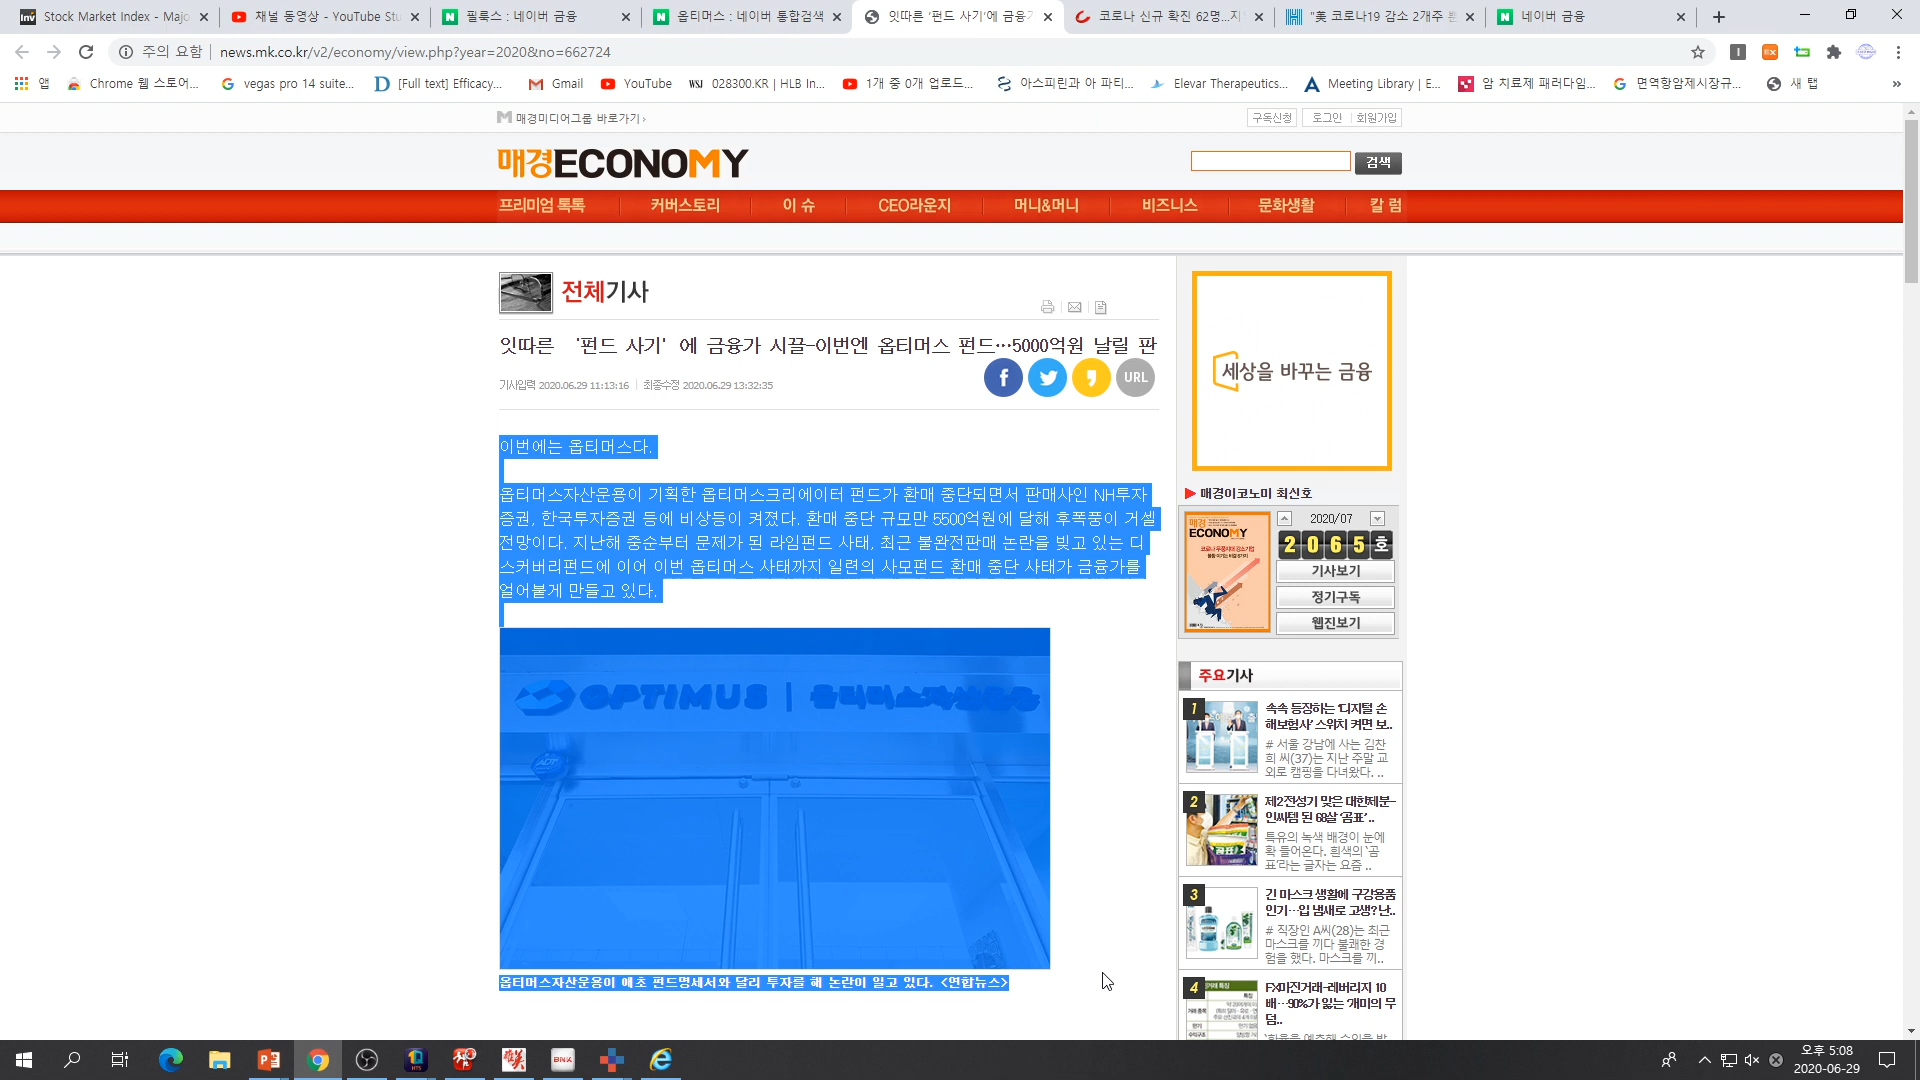 Stock Market Index - Majo
채널 동영상 - YouTube Stu
필룩스 : 네이버 금융
옵티머스 : 네이버 통합검색
잇따른 '펀드 사기'에 금융가
코로나 신규 확진 62명...지
"美 코로나19 감소 2개주 뿐
네이버 금융
주의 요함 | news.mk.co.kr/v2/economy/view.php?year=2020&no=662724
앱
Chrome 웹 스토어...
vegas pro 14 suite...
[Full text] Efficacy...
Gmail
YouTube
WSJ 028300.KR | HLB In...
1개 중 0개 업로드...
아스피린과 아 파티...
Elevar Therapeutics...
Meeting Library | E...
암 치료제 패러다임...
면역항암제시장규...
새 탭
M 매경미디어그룹 바로가기 ›
구독신청 로그인 | 회원가입
매경ECONOMY
검색
프리미엄 톡톡 커버스토리 이 슈 CEO라운지 머니&머니 비즈니스 문화생활 칼 럼
전체기사
잇따른 '펀드 사기' 에 금융가 시끌-이번엔 옵티머스 펀드…5000억원 날릴 판
기사입력 2020.06.29 11:13:16 | 최종수정 2020.06.29 13:32:35
URL
이번에는 옵티머스다.
옵티머스자산운용이 기획한 옵티머스크리에이터 펀드가 환매 중단되면서 판매사인 NH투자
증권, 한국투자증권 등에 비상등이 켜졌다. 환매 중단 규모만 5500억원에 달해 후폭풍이 거셀
전망이다. 지난해 중순부터 문제가 된 라임펀드 사태, 최근 불완전판매 논란을 빚고 있는 디
스커버리펀드에 이어 이번 옵티머스 사태까지 일련의 사모펀드 환매 중단 사태가 금융가를
얼어붙게 만들고 있다.
OPTIMUS | 옵티머스자산운용
ADT
옵티머스자산운용이 애초 펀드명세서와 달리 투자를 해 논란이 일고 있다. <연합뉴스>
세상을 바꾸는 금융
매경이코노미 최신호
매경
ECONOMY
2020/07
2065호
기사보기
정기구독
웹진보기
주요기사
1
속속 등장하는 '디지털 손
해보험사' 스위치 켜면 보..
# 서울 강남에 사는 김찬
희 씨(37)는 지난 주말 교
외로 캠핑을 다녀왔다. ..
2
제2전성기 맞은 대한제분-
인싸템 된 68살 '곰표' ..
특유의 녹색 배경이 눈에
확 들어온다. 흰색의 '곰
표'라는 글자는 요즘 ..
3
긴 마스크 생활에 구강용품
인기…입 냄새로 고생? 난..
# 직장인 A씨(28)는 최근
마스크를 끼다 불쾌한 경
험을 했다. 마스크를 끼..
4
FX마진거래-레버리지 10
배…90%가 잃는 '개미의 무
덤..
BNK
오후 5:08
2020-06-29